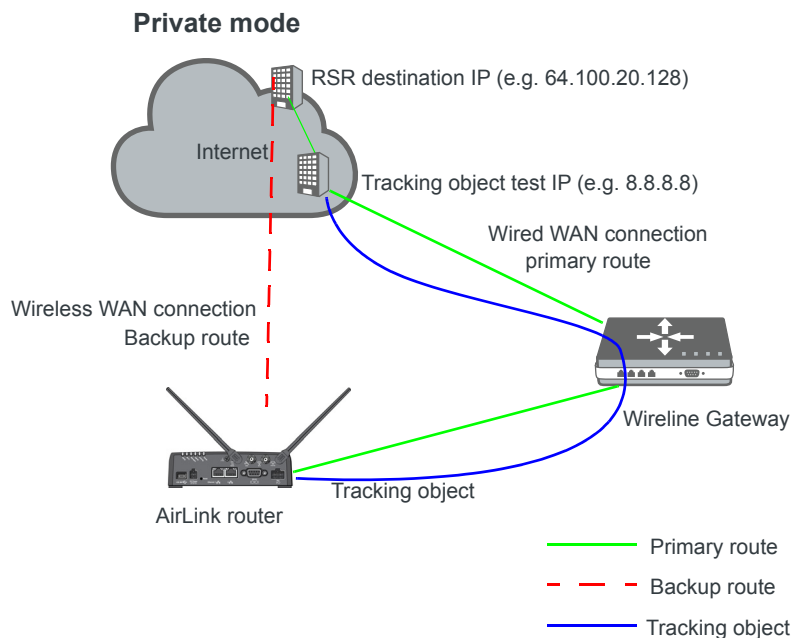 Private mode
RSR destination IP (e.g. 64.100.20.128)
Internet
Tracking object test IP (e.g. 8.8.8.8)
Wired WAN connection
primary route
Wireless WAN connection
Backup route
Wireline Gateway
Tracking object
AirLink router
Primary route
Backup route
Tracking object